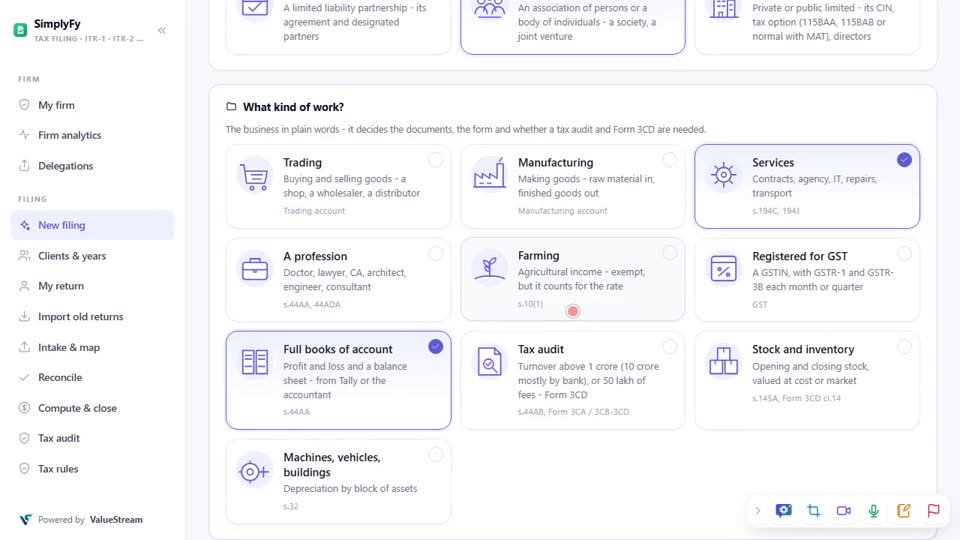 SimplyFy
TAX FILING · ITR-1 · ITR-2 ...
FIRM
My firm
Firm analytics
Delegations
FILING
New filing
Clients & years
My return
Import old returns
Intake & map
Reconcile
Compute & close
Tax audit
Tax rules
Powered by ValueStream
A limited liability partnership - its
agreement and designated
partners
An association of persons or a
body of individuals - a society, a
joint venture
Private or public limited - its CIN,
tax option (115BAA, 115BAB or
normal with MAT), directors
What kind of work?
The business in plain words - it decides the documents, the form and whether a tax audit and Form 3CD are needed.
Trading
Buying and selling goods - a
shop, a wholesaler, a distributor
Trading account
Manufacturing
Making goods - raw material in,
finished goods out
Manufacturing account
Services
Contracts, agency, IT, repairs,
transport
s.194C, 194J
A profession
Doctor, lawyer, CA, architect,
engineer, consultant
s.44AA, 44ADA
Farming
Agricultural income - exempt,
but it counts for the rate
s.10(1)
Registered for GST
A GSTIN, with GSTR-1 and GSTR-
3B each month or quarter
GST
Full books of account
Profit and loss and a balance
sheet - from Tally or the
accountant
s.44AA
Tax audit
Turnover above 1 crore (10 crore
mostly by bank), or 50 lakh of
fees - Form 3CD
s.44AB, Form 3CA / 3CB-3CD
Stock and inventory
Opening and closing stock,
valued at cost or market
s.145A, Form 3CD cl.14
Machines, vehicles,
buildings
Depreciation by block of assets
s.32